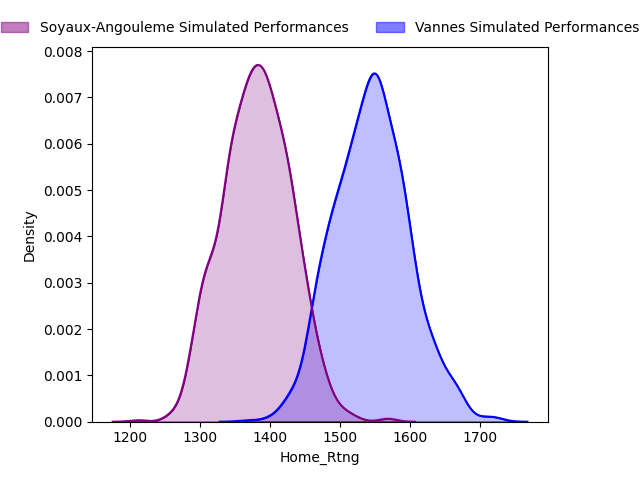 Soyaux-Angouleme Simulated Performances Vannes Simulated Performances
0.008
0.007
0.006
0.005
0.004
0.003
0.002
0.001
0.000
Density
1200 1300 1400 1500 1600 1700
Home_Rtng